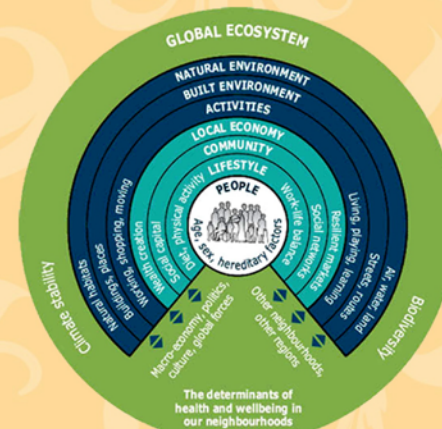 GLOBAL ECOSYSTEM
NATURAL ENVIRONMENT
BUILT ENVIRONMENT
ACTIVITIES
LOCAL ECONOMY
COMMUNITY
LIFESTYLE
PEOPLE
Age, sex, hereditary factors
Diet physical activity
Work-life balance
Social capital
Social networks
Wealth creation
Resilient markets
Working, shopping, moving
Living, playing, learning
Buildings, places
Streets, routes
Natural habitats
Air water land
Climate stability
Biodiversity
Macro-economy, politics,
culture, global forces
Other neighbourhoods,
other regions
The determinants of
health and wellbeing in
our neighbourhoods